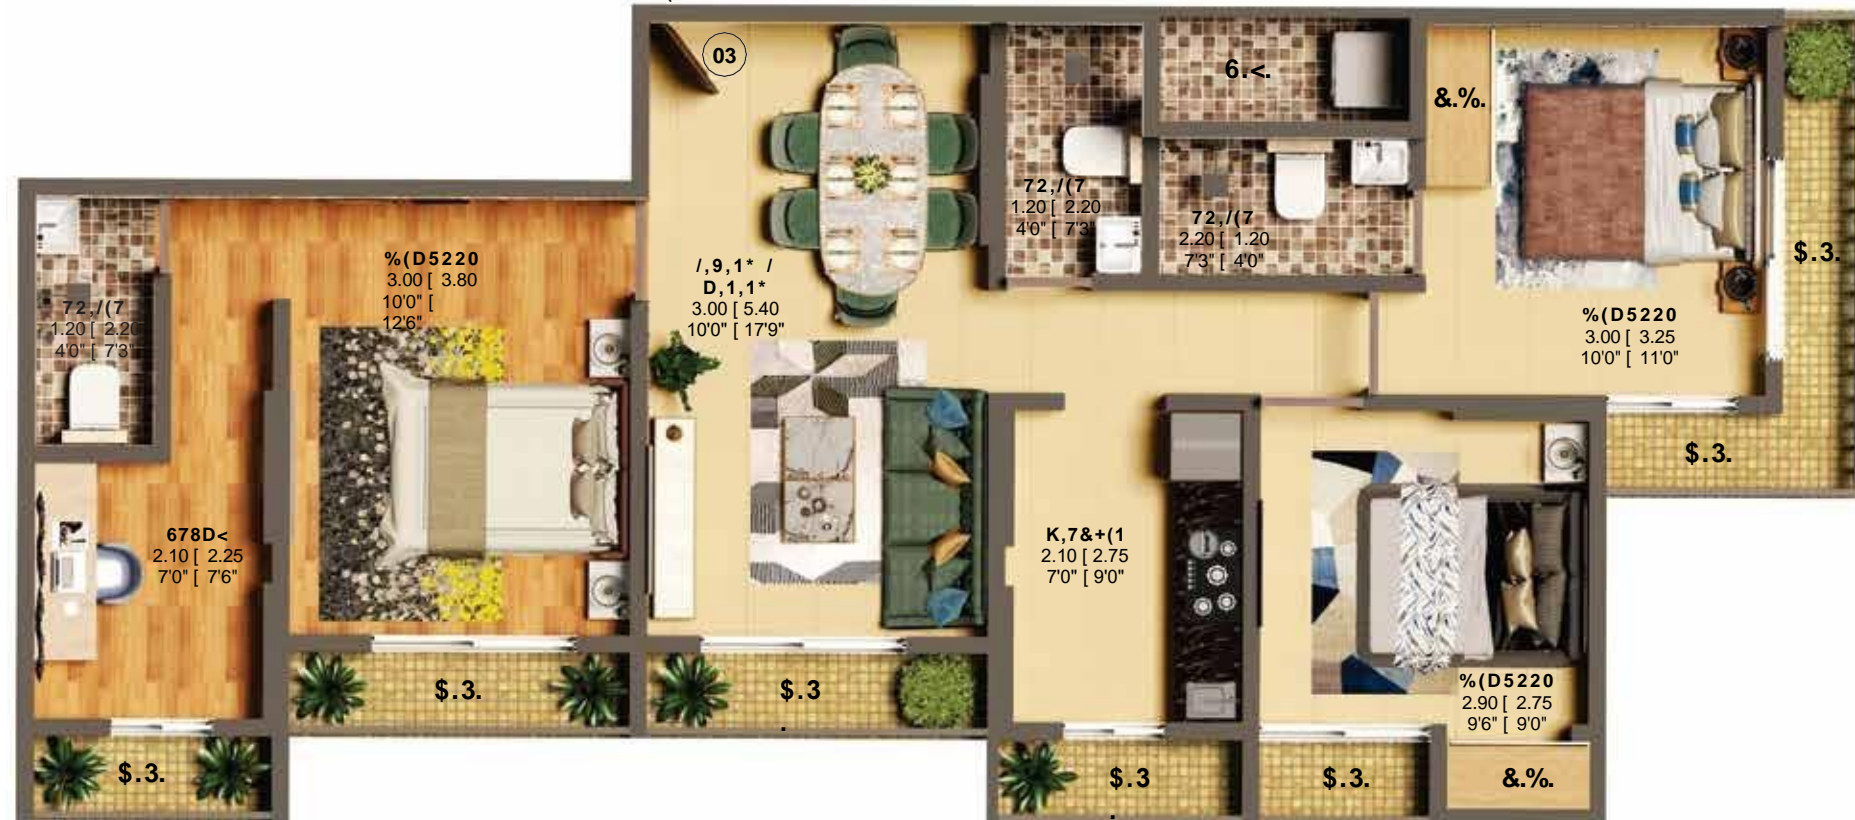 (
03
6.<.
&.%.
72,/(7
1.20 [ 2.20
4'0" [ 7'3"
72,/(7
2.20 [ 1.20
7'3" [ 4'0"
%(D5220
3.00 [ 3.80
10'0" [
12'6"
/,9,1* /
D,1,1*
3.00 [ 5.40
10'0" [ 17'9"
$.3.
72,/(7
1.20 [ 2.20
4'0" [ 7'3"
%(D5220
3.00 [ 3.25
10'0" [ 11'0"
$.3.
678D<
2.10 [ 2.25
7'0" [ 7'6"
K,7&+(1
2.10 [ 2.75
7'0" [ 9'0"
%(D5220
2.90 [ 2.75
9'6" [ 9'0"
$.3.
$.3
.
$.3.
$.3
.
$.3.
&.%.